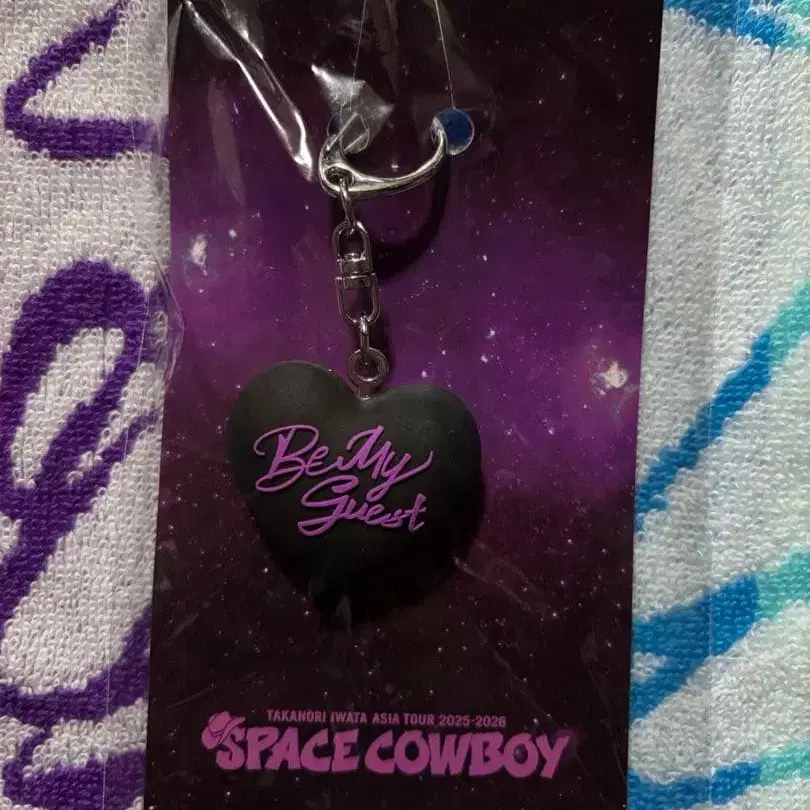 Be My
Guest
TAKANORI IWATA ASIA TOUR 2025-2026
SPACE COWBOY